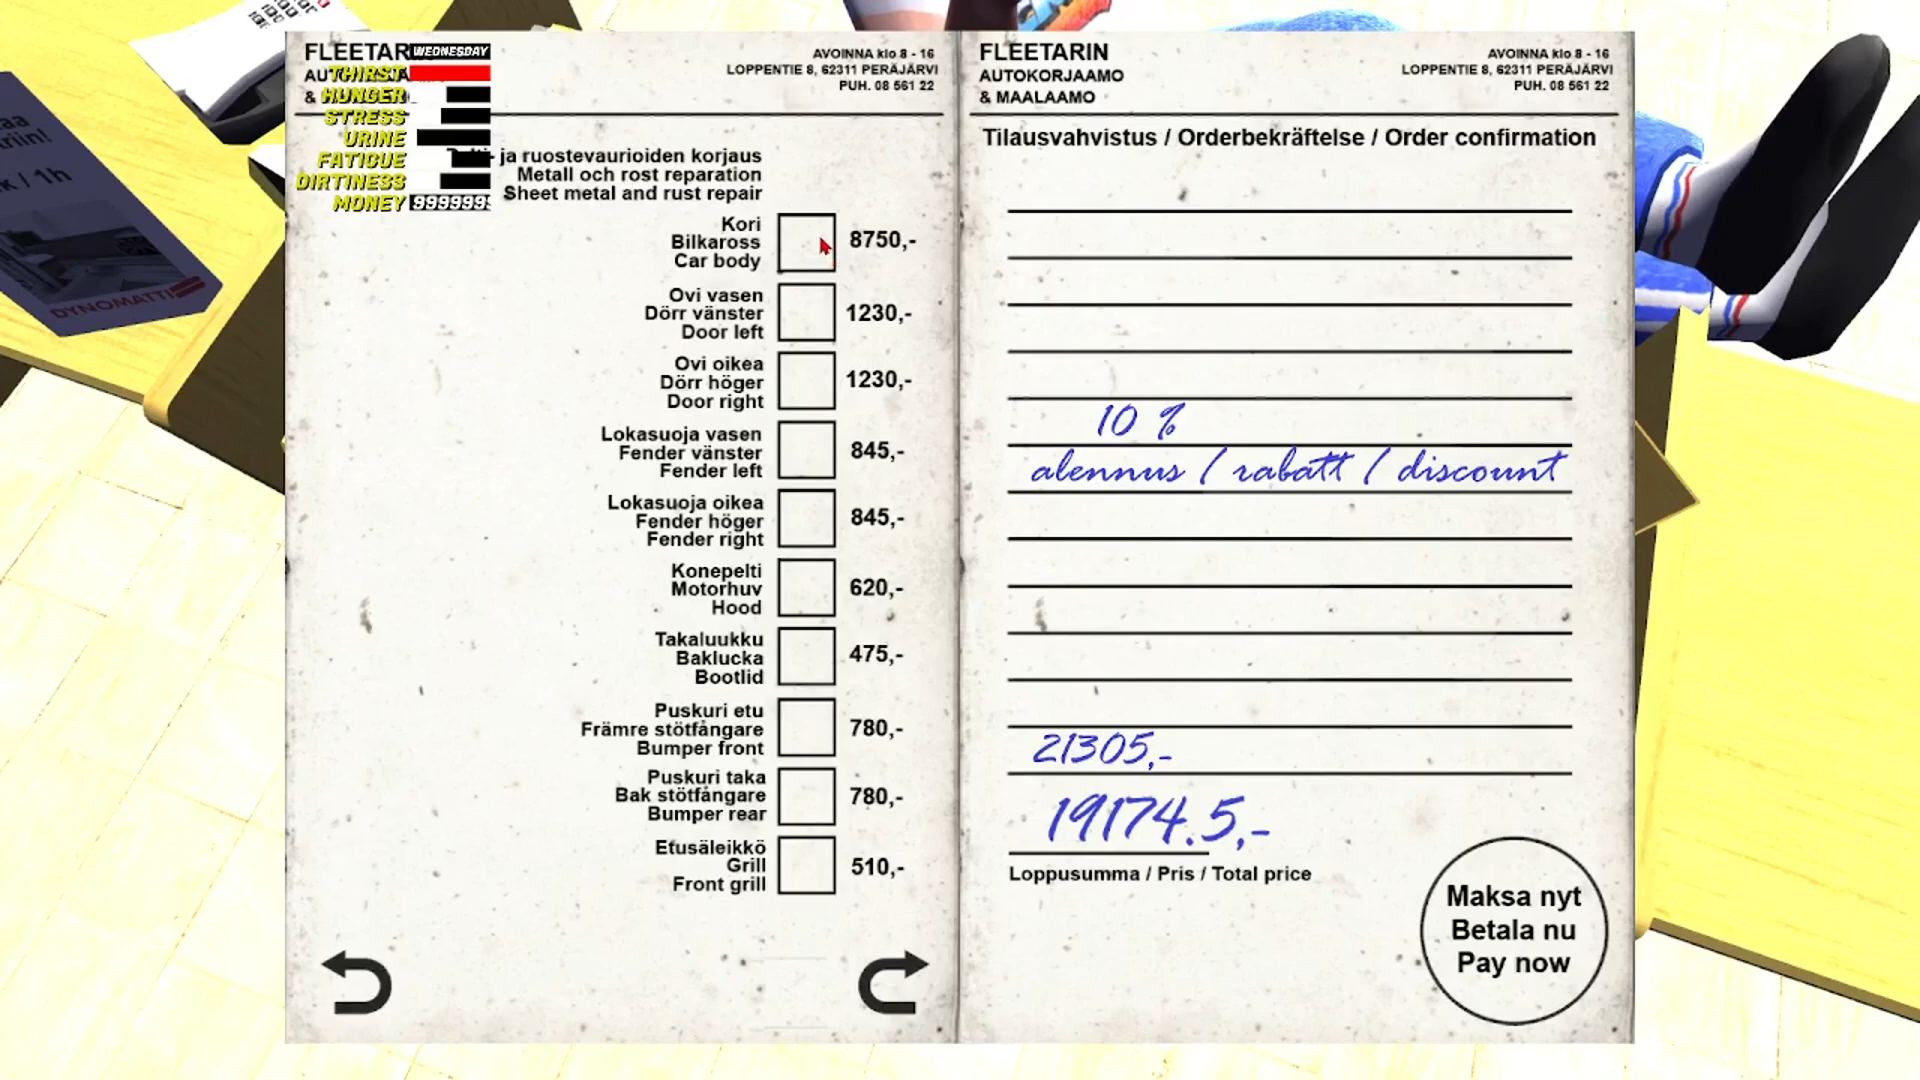 WEDNESDAY
THIRST
HUNGER
STRESS
URINE
FATIGUE
DIRTINESS
MONEY 999999
AVOINNA klo 8 - 16
LOPPENTIE 8, 62311 PERÄJÄRVI
PUH. 08 561 22
ja ruostevaurioiden korjaus
Metall och rost reparation
Sheet metal and rust repair
Kori
Bilkaross
Car body
8750,-
Ovi vasen
Dörr vänster
Door left
1230,-
Ovi oikea
Dörr höger
Door right
1230,-
Lokasuoja vasen
Fender vänster
Fender left
845,-
Lokasuoja oikea
Fender höger
Fender right
845,-
Konepelti
Motorhuv
Hood
620,-
Takaluukku
Baklucka
Bootlid
475,-
Puskuri etu
Främre stötfångare
Bumper front
780,-
Puskuri taka
Bak stötfångare
Bumper rear
780,-
Etusäleikkö
Grill
Front grill
510,-
FLEETARIN
AUTOKORJAAMO
& MAALAAMO
AVOINNA klo 8 - 16
LOPPENTIE 8, 62311 PERÄJÄRVI
PUH. 08 561 22
Tilausvahvistus / Orderbekräftelse / Order confirmation
10 %
alennus / rabatt / discount
21305,-
19174.5,-
Loppusumma / Pris / Total price
Maksa nyt
Betala nu
Pay now
/ 1h
DYNOMATTI